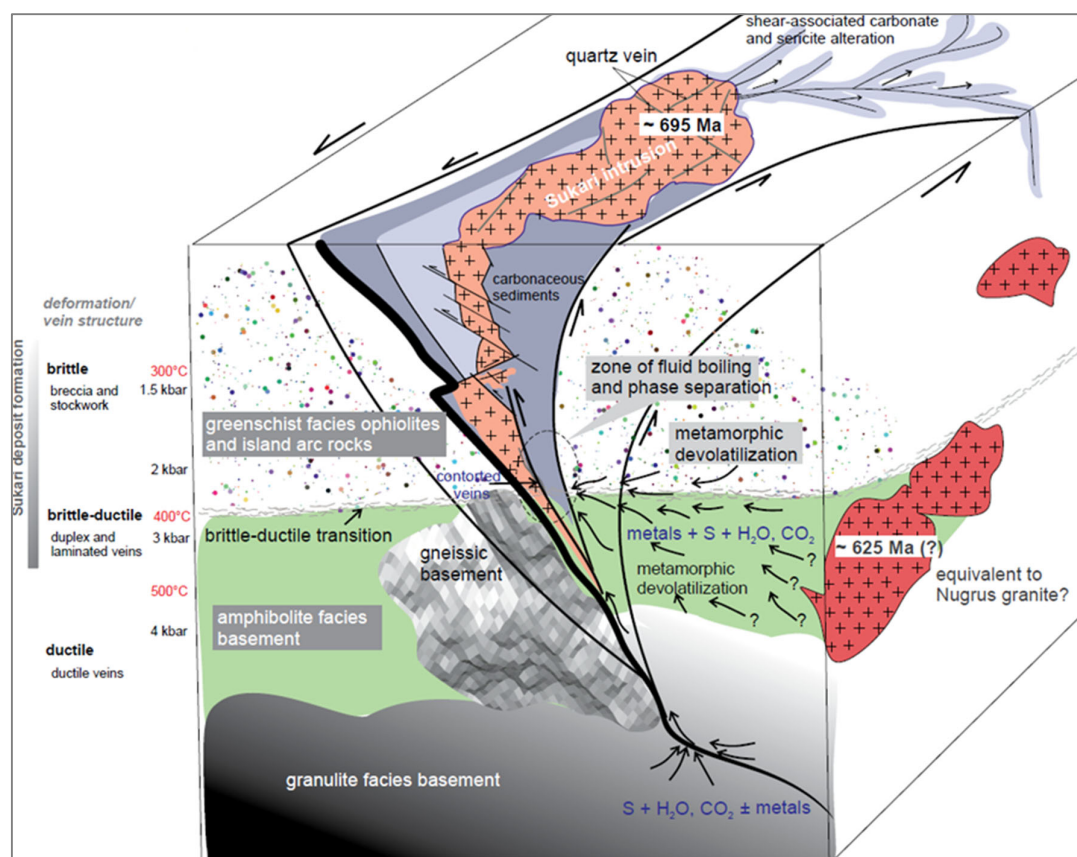 shear-associated carbonate
and sericite alteration
quartz vein
~ 695 Ma
Sukari intrusion
carbonaceous
sediments
deformation/
vein structure
Sukari deposit formation
brittle
breccia and
stockwork
300°C
1.5 kbar
zone of fluid boiling
and phase separation
greenschist facies ophiolites
and island arc rocks
metamorphic
devolatilization
2 kbar
contorted
veins
brittle-ductile
duplex and
laminated veins
400°C
3 kbar
brittle-ductile transition
metals + S + H₂O, CO₂
~ 625 Ma (?)
gneissic
basement
metamorphic
devolatilization
?
?
?
?
equivalent to
Nugrus granite?
500°C
4 kbar
amphibolite facies
basement
ductile
ductile veins
granulite facies basement
S + H₂O, CO₂ ± metals